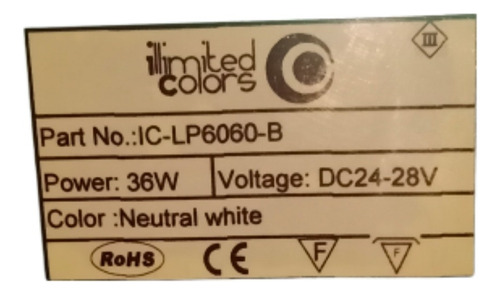 illimited
colors
III
Part No.:IC-LP6060-B
Power: 36W Voltage: DC24-28V
Color :Neutral white
RoHS CE F F